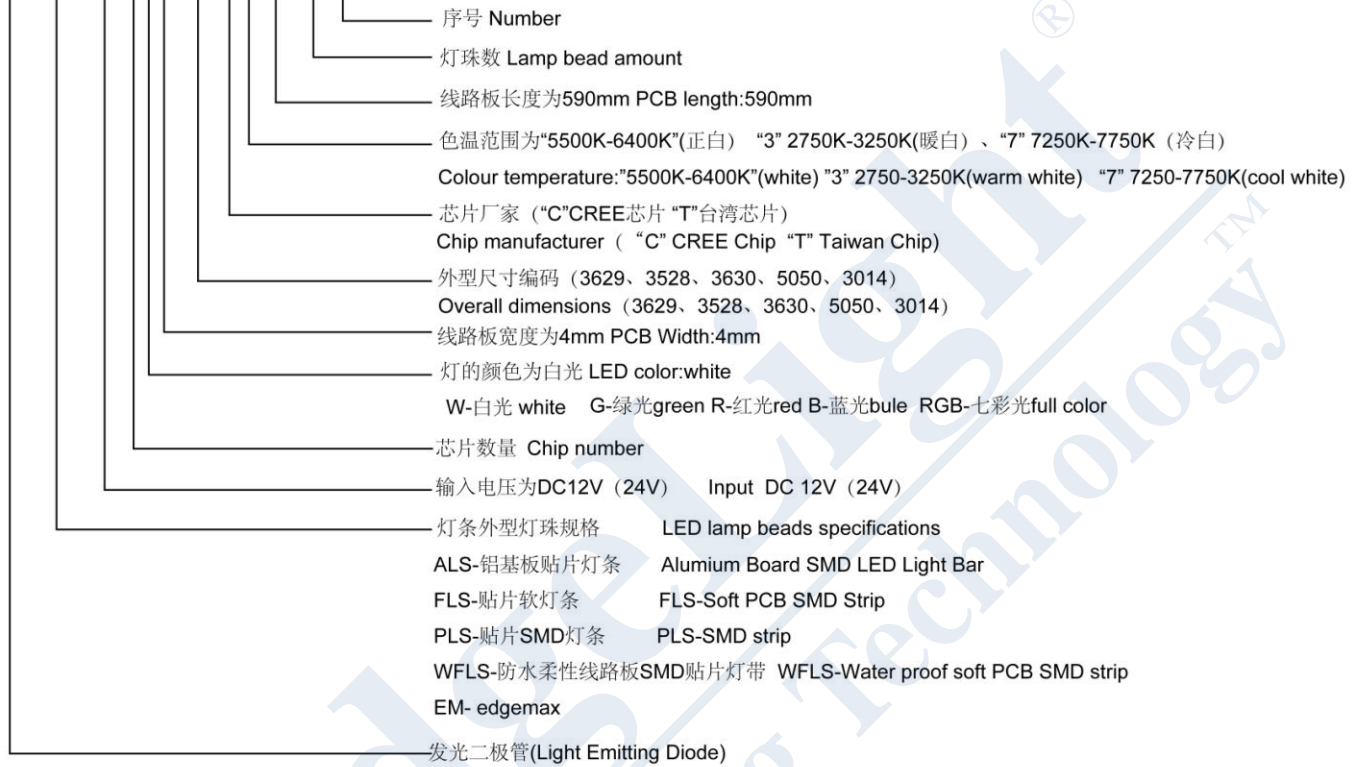 序号 Number
灯珠数 Lamp bead amount
线路板长度为590mm PCB length:590mm
色温范围为“5500K-6400K”(正白） “3” 2750K-3250K(暖白）、“7” 7250K-7750K（冷白）
Colour temperature:”5500K-6400K”(white) ”3” 2750-3250K(warm white) “7” 7250-7750K(cool white)
芯片厂家（“C”CREE芯片 “T”台湾芯片）
Chip manufacturer（ “C” CREE Chip “T” Taiwan Chip)
外型尺寸编码（3629、3528、3630、5050、3014）
Overall dimensions（3629、3528、3630、5050、3014）
线路板宽度为4mm PCB Width:4mm
灯的颜色为白光 LED color:white
W-白光 white G-绿光green R-红光red B-蓝光bule RGB-七彩光full color
芯片数量 Chip number
输入电压为DC12V（24V） Input DC 12V（24V）
灯条外型灯珠规格 LED lamp beads specifications
ALS-铝基板贴片灯条 Alumium Board SMD LED Light Bar
FLS-贴片软灯条 FLS-Soft PCB SMD Strip
PLS-贴片SMD灯条 PLS-SMD strip
WFLS-防水柔性线路板SMD贴片灯带 WFLS-Water proof soft PCB SMD strip
EM- edgemax
发光二极管(Light Emitting Diode)
dgeLight®
g Technology™